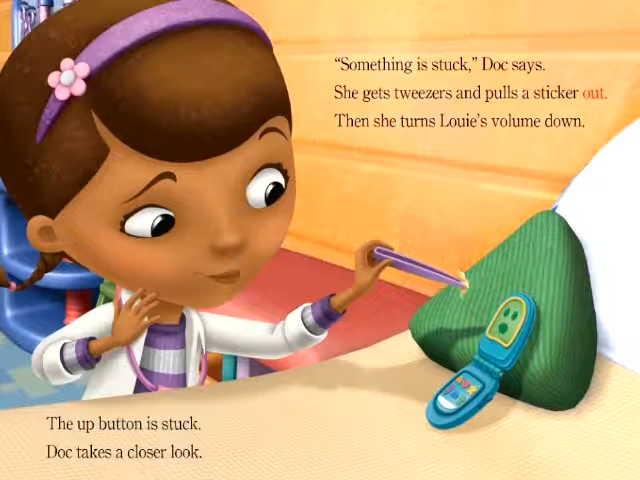 The up button is stuck.
Doc takes a closer look.
“Something is stuck,” Doc says.
She gets tweezers and pulls a sticker out.
Then she turns Louie’s volume down.